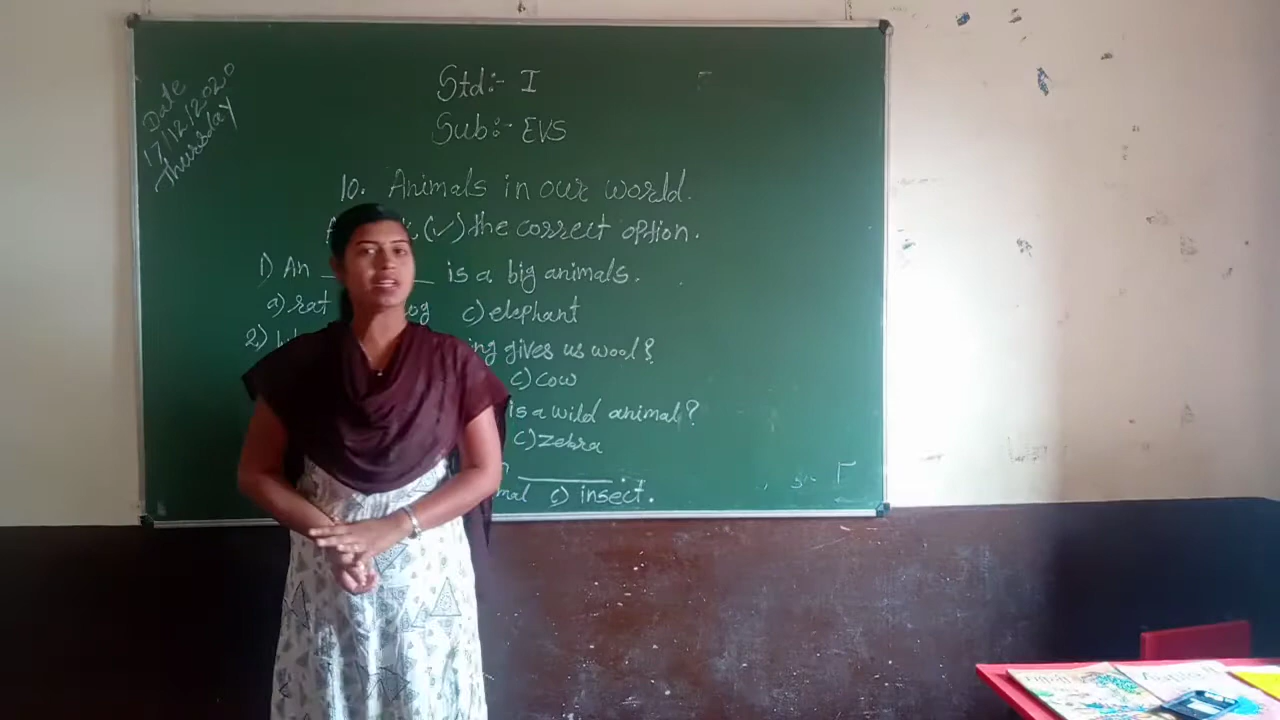 Date
17/12/2020
Thursday
Std:- I
Sub:- EVS
10. Animals in our world.
(✓) the correct option.
1) An ______ is a big animals.
a) rat c) elephant
2) gives us wool?
c) cow
is a wild animal?
c) zebra
c) insect.